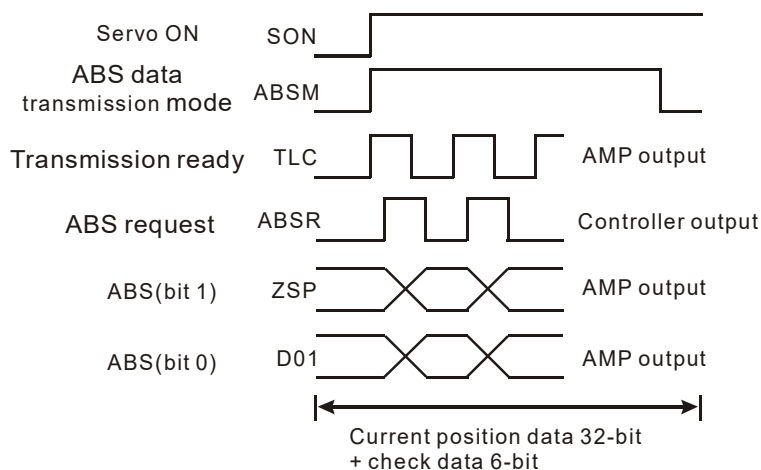 Servo ON SON
ABS data
transmission mode ABSM
Transmission ready TLC AMP output
ABS request ABSR Controller output
ABS(bit 1) ZSP AMP output
ABS(bit 0) D01 AMP output
Current position data 32-bit
+ check data 6-bit